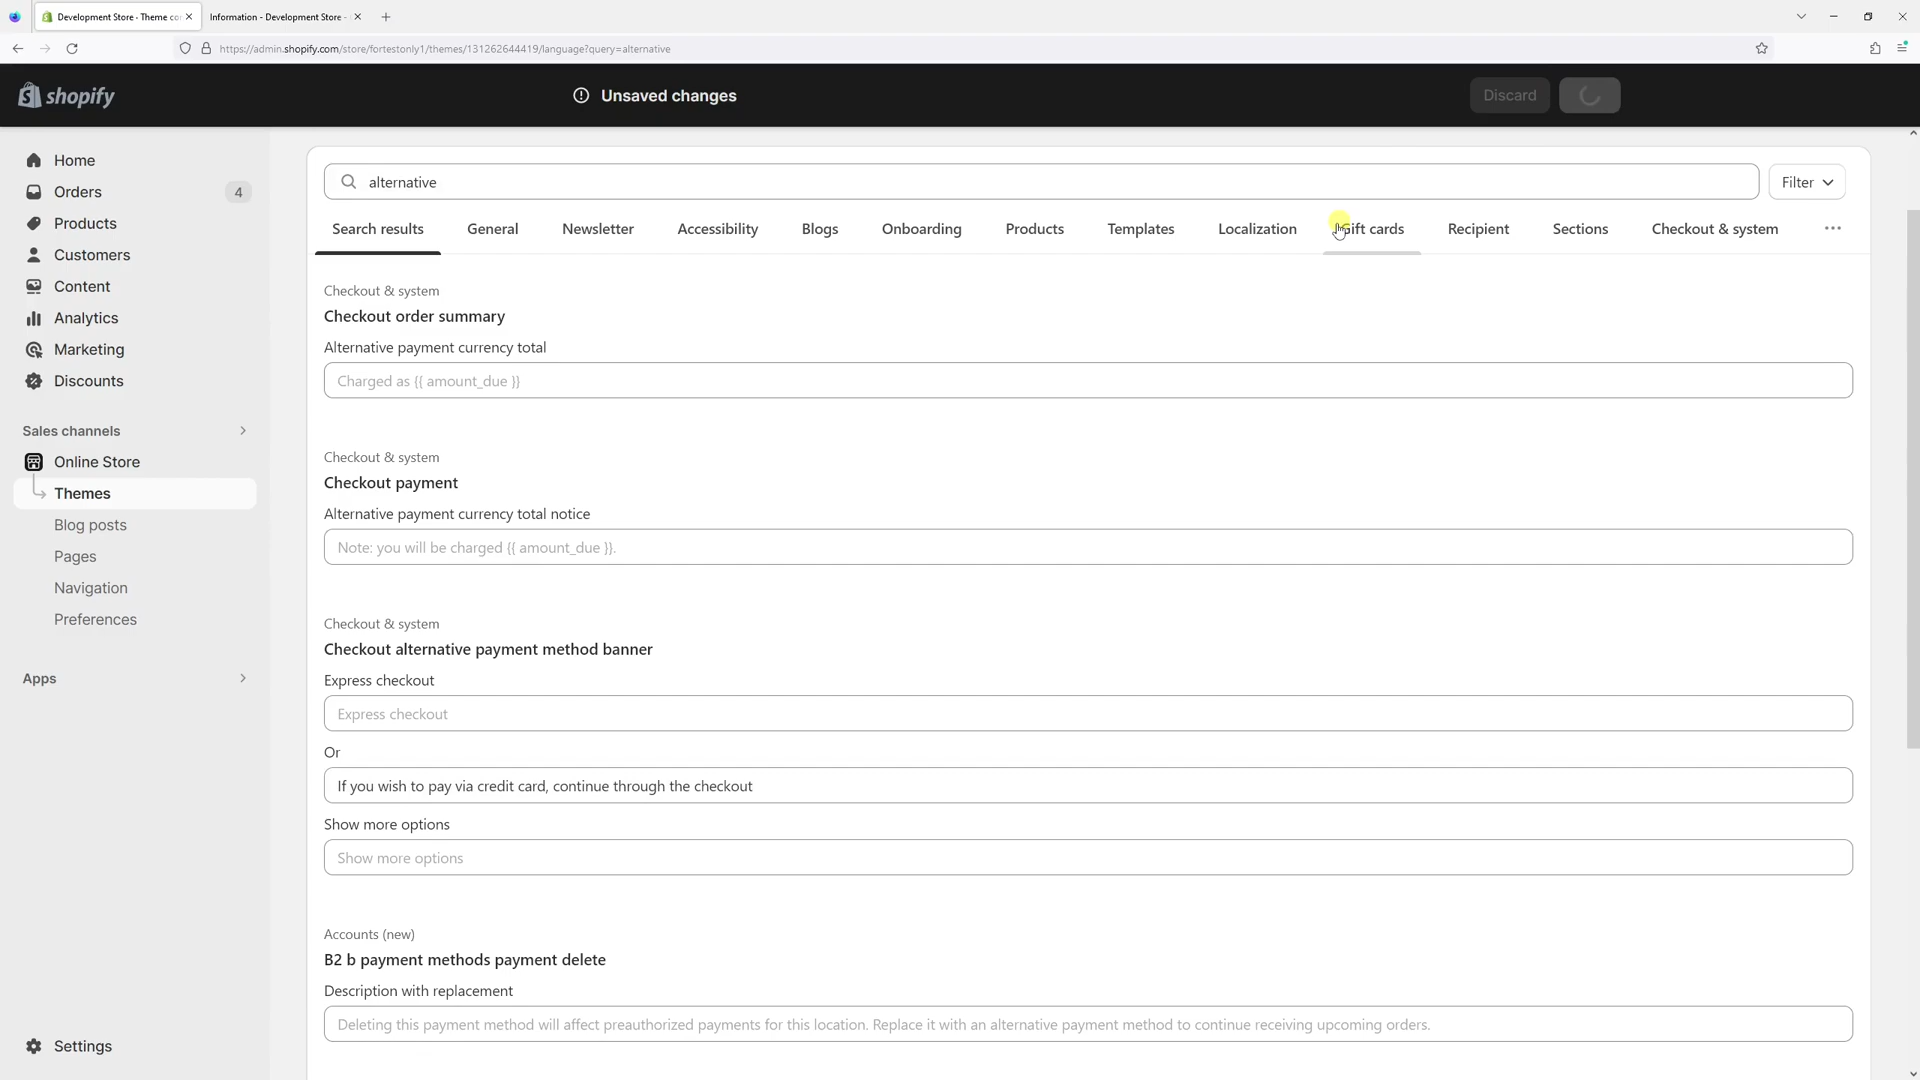 Development Store - Theme co
Information - Development Store -
https://admin.shopify.com/store/fortestonly1/themes/131262644419/language?query=alternative
shopify
Unsaved changes
Discard
Home
Orders 4
Products
Customers
Content
Analytics
Marketing
Discounts
Sales channels
Online Store
Themes
Blog posts
Pages
Navigation
Preferences
Apps
Settings
alternative
Filter
Search results General Newsletter Accessibility Blogs Onboarding Products Templates Localization Gift cards Recipient Sections Checkout & system
Checkout & system
Checkout order summary
Alternative payment currency total
Charged as {{ amount_due }}
Checkout & system
Checkout payment
Alternative payment currency total notice
Note: you will be charged {{ amount_due }}.
Checkout & system
Checkout alternative payment method banner
Express checkout
Express checkout
Or
If you wish to pay via credit card, continue through the checkout
Show more options
Show more options
Accounts (new)
B2 b payment methods payment delete
Description with replacement
Deleting this payment method will affect preauthorized payments for this location. Replace it with an alternative payment method to continue receiving upcoming orders.